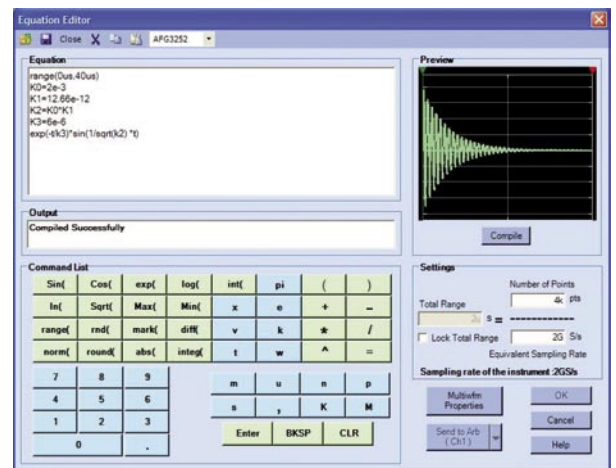 Equation Editor
Close AFG3252
Equation
range(0us,40us)
K0=2e-3
K1=12.66e-12
K2=K0*K1
K3=6e-6
exp(-t/k3)*sin(1/sqrt(k2) *t)
Preview
Output
Compiled Successfully
Compile
Command List
Sin( Cos( exp( log( int( pi ( )
ln( Sqrt( Max( Min( x e + -
range( rnd( mark( diff( v k * /
norm( round( abs( integ( t w ^ =
7 8 9
4 5 6
1 2 3
0 .
m u n p
s , K M
Enter BKSP CLR
Settings
Number of Points
4k pts
Total Range
s =
Lock Total Range
2G S/s
Equivalent Sampling Rate
Sampling rate of the instrument :2GS/s
Multiwfm Properties
OK
Cancel
Send to Arb (Ch1)
Help